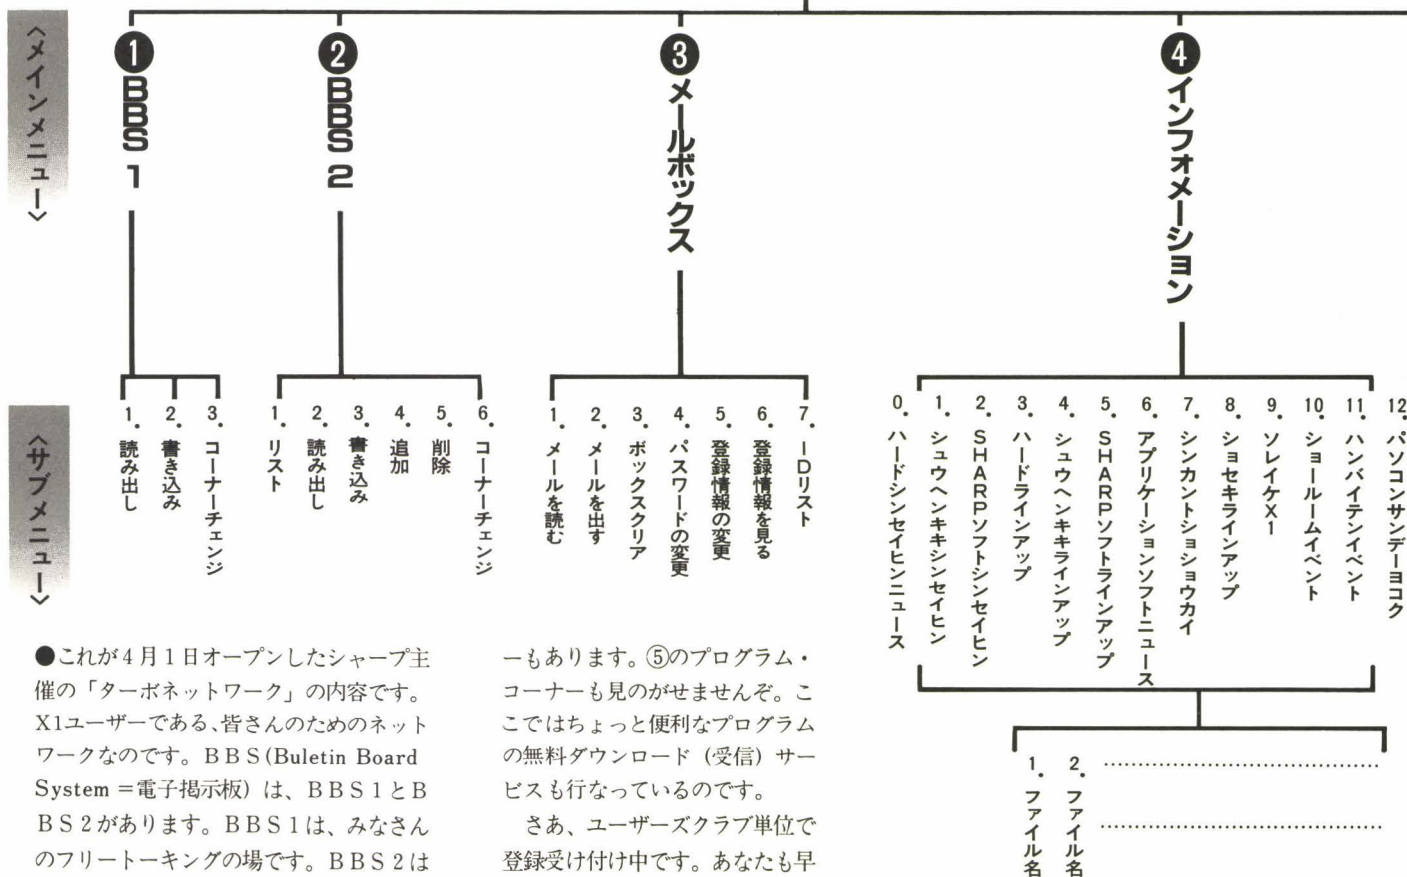 〈メインメニュー〉
❶BBS 1
❷BBS 2
❸メールボックス
❹インフォメーション
〈サブメニュー〉
1.読み出し
2.書き込み
3.コーナーチェンジ
1.リスト
2.読み出し
3.書き込み
4.追加
5.削除
6.コーナーチェンジ
1.メールを読む
2.メールを出す
3.ボックスクリア
4.パスワードの変更
5.登録情報の変更
6.登録情報を見る
7.IDリスト
0.ハードシンセイヒンニュース
1.シュウヘンキキシンセイヒン
2.SHARPソフトシンセイヒン
3.ハードラインアップ
4.シュウヘンキキラインアップ
5.SHARPソフトラインアップ
6.アプリケーションソフトニュース
7.シンカントショショウカイ
8.ショセキラインアップ
9.ソレイケX1
10.ショールームイベント
11.ハンバイテンイベント
12.パソコンサンデーヨコク
1.ファイル名
2.ファイル名
●これが4月1日オープンしたシャープ主
催の「ターボネットワーク」の内容です。
X1ユーザーである、皆さんのためのネット
ワークなのです。BBS(Buletin Board
System =電子掲示板) は、BBS1とB
BS2があります。BBS1は、みなさん
のフリートーキングの場です。BBS2は
ーもあります。⑤のプログラム・
コーナーも見のがせませんぞ。こ
こではちょっと便利なプログラム
の無料ダウンロード (受信) サー
ビスも行なっているのです。
さあ、ユーザーズクラブ単位で
登録受け付け中です。あなたも早